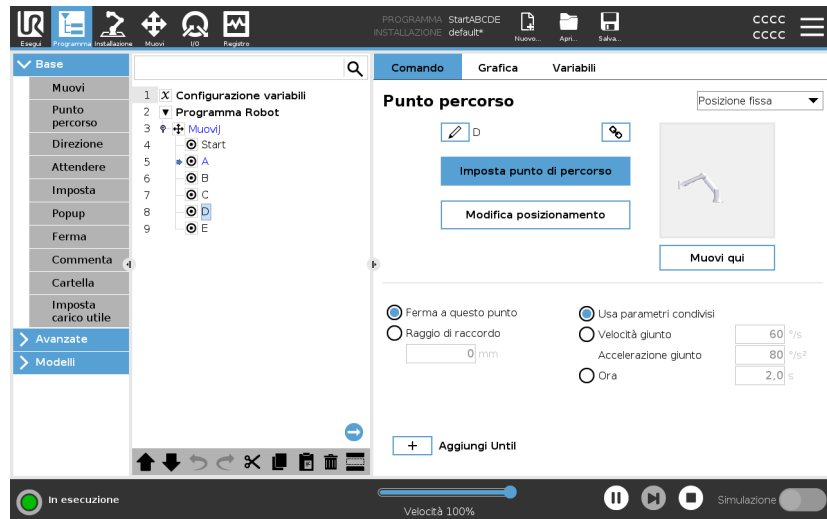 PROGRAMMA StartABCDE
INSTALLAZIONE default*
cccc
cccc
Esegui
Programma
Installazione
Muovi
I/O
Registro
Nuovo...
Apri...
Salva...
Base
Muovi
Punto
percorso
Direzione
Attendere
Imposta
Popup
Ferma
Commenta
Cartella
Imposta
carico utile
Avanzate
Modelli
1 X Configurazione variabili
2 ▼ Programma Robot
3 MuoviJ
4 Start
5 A
6 B
7 C
8 D
9 E
Comando
Grafica
Variabili
Punto percorso
Posizione fissa
D
Imposta punto di percorso
Modifica posizionamento
Muovi qui
Ferma a questo punto
Raggio di raccordo
0 mm
Usa parametri condivisi
Velocità giunto 60 °/s
Accelerazione giunto 80 °/s²
Ora 2,0 s
+ Aggiungi Until
In esecuzione
Velocità 100%
Simulazione